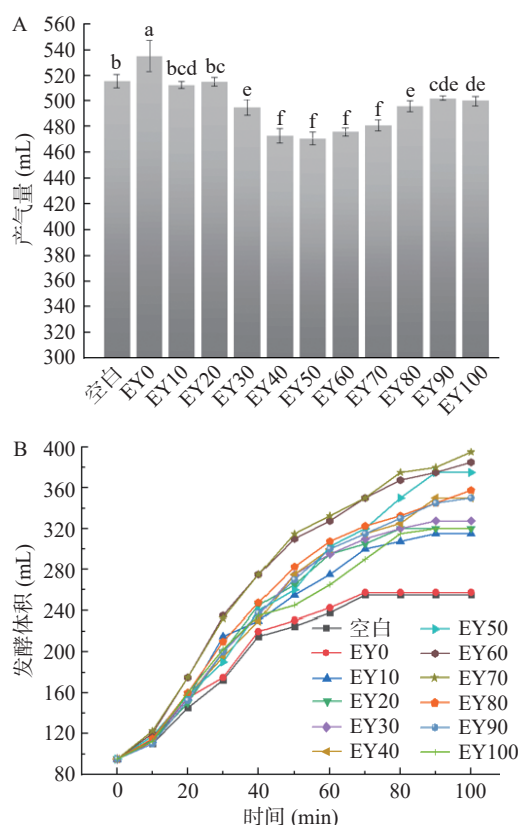 A
产气量 (mL)
560
540
520
500
480
460
440
420
400
380
360
340
320
300
b
a
bcd
bc
e
f
f
f
f
e
cde
de
空白
EY0
EY10
EY20
EY30
EY40
EY50
EY60
EY70
EY80
EY90
EY100
B
发酵体积 (mL)
400
360
320
280
240
200
160
120
80
空白
EY0
EY10
EY20
EY30
EY40
EY50
EY60
EY70
EY80
EY90
EY100
0
20
40
60
80
100
时间 (min)